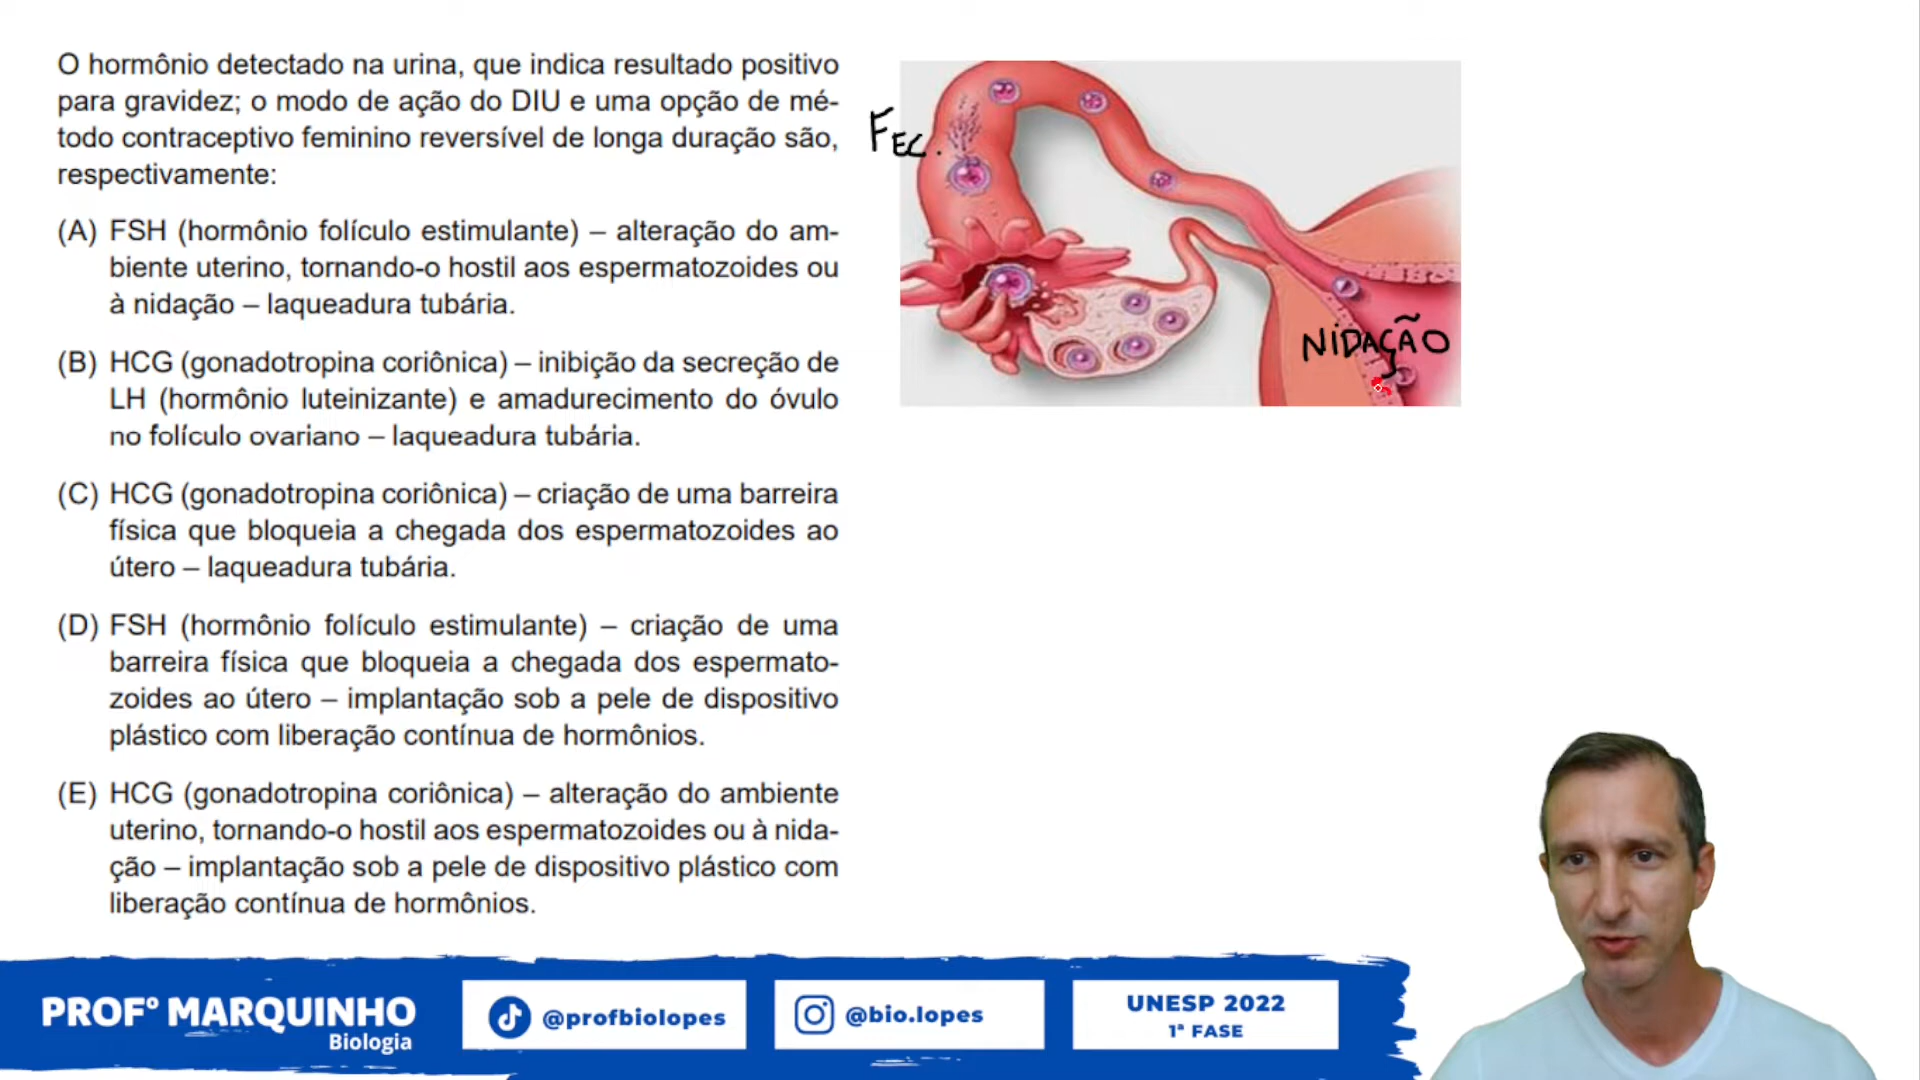 O hormônio detectado na urina, que indica resultado positivo
para gravidez; o modo de ação do DIU e uma opção de mé-
todo contraceptivo feminino reversível de longa duração são,
respectivamente:
(A) FSH (hormônio folículo estimulante) – alteração do am-
biente uterino, tornando-o hostil aos espermatozoides ou
à nidação – laqueadura tubária.
(B) HCG (gonadotropina coriônica) – inibição da secreção de
LH (hormônio luteinizante) e amadurecimento do óvulo
no folículo ovariano – laqueadura tubária.
(C) HCG (gonadotropina coriônica) – criação de uma barreira
física que bloqueia a chegada dos espermatozoides ao
útero – laqueadura tubária.
(D) FSH (hormônio folículo estimulante) – criação de uma
barreira física que bloqueia a chegada dos espermato-
zoides ao útero – implantação sob a pele de dispositivo
plástico com liberação contínua de hormônios.
(E) HCG (gonadotropina coriônica) – alteração do ambiente
uterino, tornando-o hostil aos espermatozoides ou à nida-
ção – implantação sob a pele de dispositivo plástico com
liberação contínua de hormônios.
FEC.
NIDAÇÃO
PROFº MARQUINHO
Biologia
@profbiolopes
@bio.lopes
UNESP 2022
1ª FASE